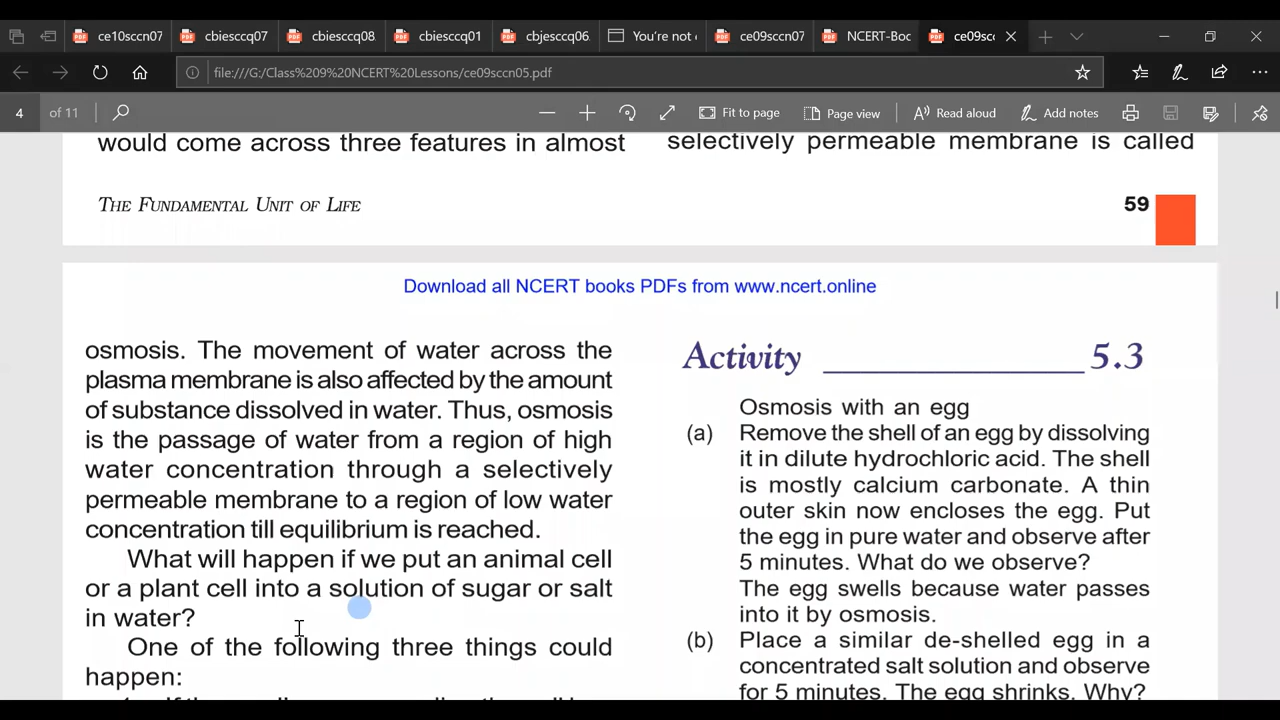 ce10sccn07
cbiesccq07
cbiesccq08
cbiesccq01
cbjesccq06
You're not
ce09sccn07
NCERT-Boc
ce09sc
file:///G:/Class%209%20NCERT%20Lessons/ce09sccn05.pdf
4 of 11
Fit to page
Page view
Read aloud
Add notes
would come across three features in almost
selectively permeable membrane is called
THE FUNDAMENTAL UNIT OF LIFE
59
Download all NCERT books PDFs from www.ncert.online
osmosis. The movement of water across the
plasma membrane is also affected by the amount
of substance dissolved in water. Thus, osmosis
is the passage of water from a region of high
water concentration through a selectively
permeable membrane to a region of low water
concentration till equilibrium is reached.
What will happen if we put an animal cell
or a plant cell into a solution of sugar or salt
in water?
One of the following three things could
happen:
Activity 5.3
Osmosis with an egg
(a) Remove the shell of an egg by dissolving
it in dilute hydrochloric acid. The shell
is mostly calcium carbonate. A thin
outer skin now encloses the egg. Put
the egg in pure water and observe after
5 minutes. What do we observe?
The egg swells because water passes
into it by osmosis.
(b) Place a similar de-shelled egg in a
concentrated salt solution and observe
for 5 minutes. The egg shrinks. Why?